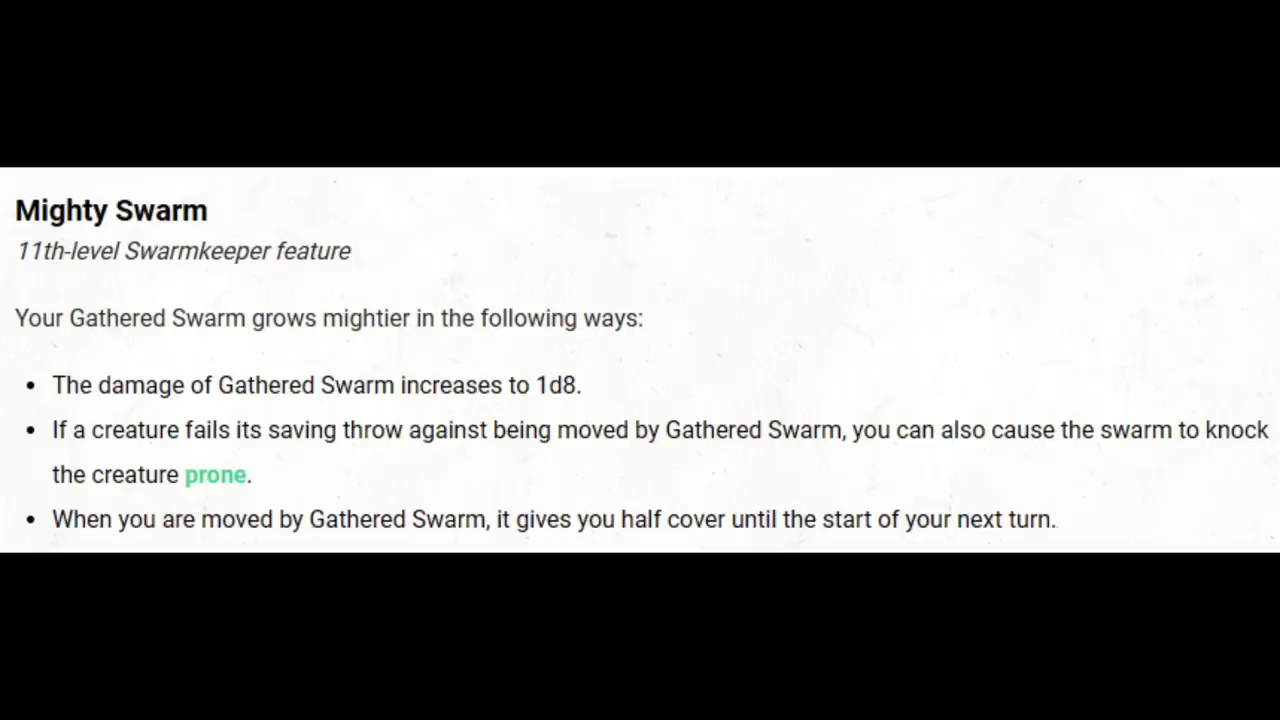 Mighty Swarm
11th-level Swarmkeeper feature
Your Gathered Swarm grows mightier in the following ways:
• The damage of Gathered Swarm increases to 1d8.
• If a creature fails its saving throw against being moved by Gathered Swarm, you can also cause the swarm to knock
the creature prone.
• When you are moved by Gathered Swarm, it gives you half cover until the start of your next turn.